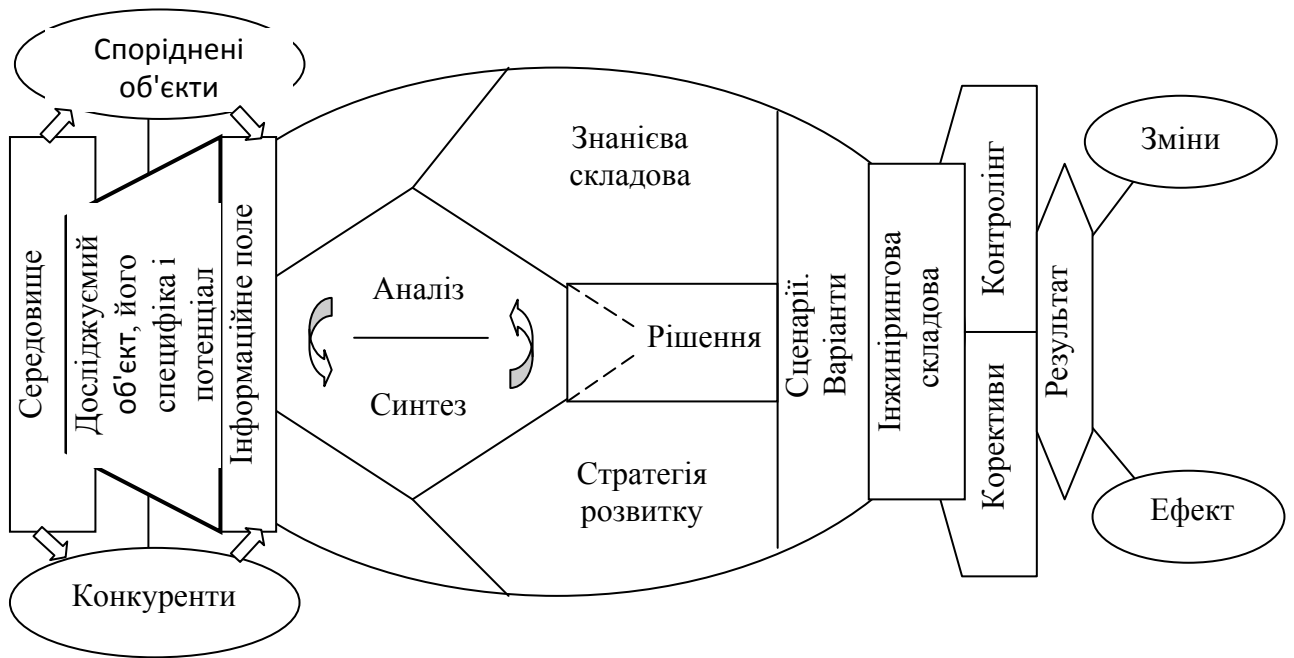 Споріднені
об'єкти
Середовище
Досліджуємий
об'єкт, його
специфіка і
потенціал
Інформаційне поле
Конкуренти
Аналіз
Синтез
Знанієва
складова
Рішення
Стратегія
розвитку
Сценарії.
Варіанти
Інжинірингова
складова
Контролінг
Корективи
Результат
Зміни
Ефект